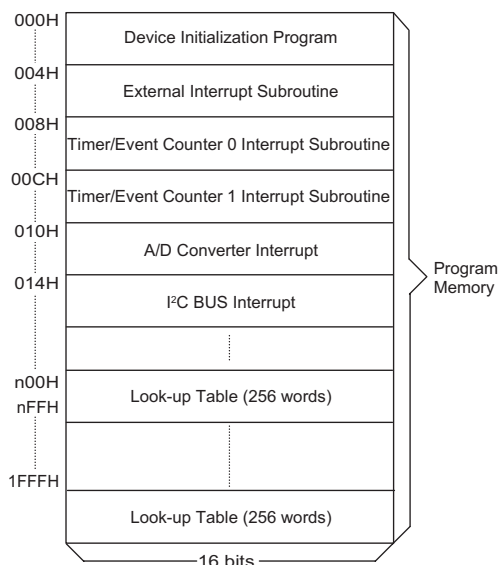 000H
Device Initialization Program
004H
External Interrupt Subroutine
008H
Timer/Event Counter 0 Interrupt Subroutine
00CH
Timer/Event Counter 1 Interrupt Subroutine
010H
A/D Converter Interrupt
014H
I²C BUS Interrupt
Program
Memory
n00H
Look-up Table (256 words)
nFFH
1FFFH
Look-up Table (256 words)
16 bits